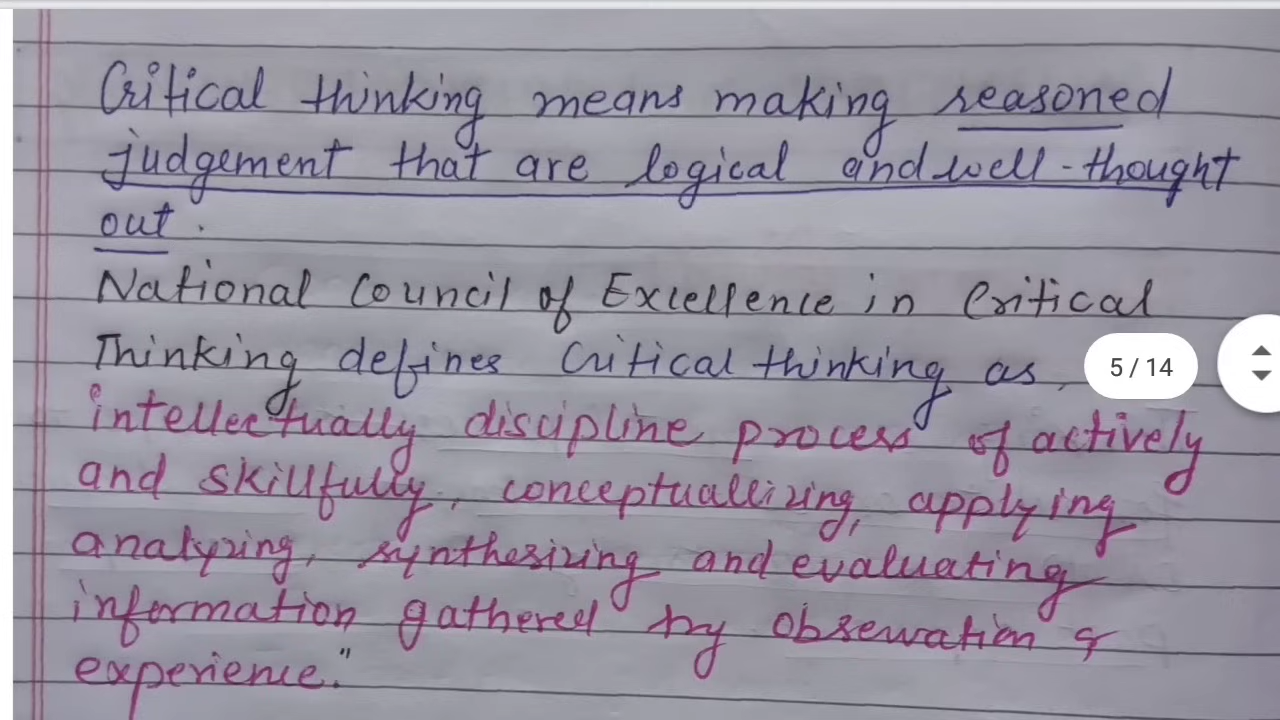 Critical thinking means making reasoned
judgement that are logical and well-thought
out.
National Council of Excellence in Critical
Thinking defines Critical thinking as,
5 / 14
intellectually discipline process of actively
and skillfully, conceptuallizing, applying
analyzing, synthesizing and evaluating
information gathered by observation &
experience."